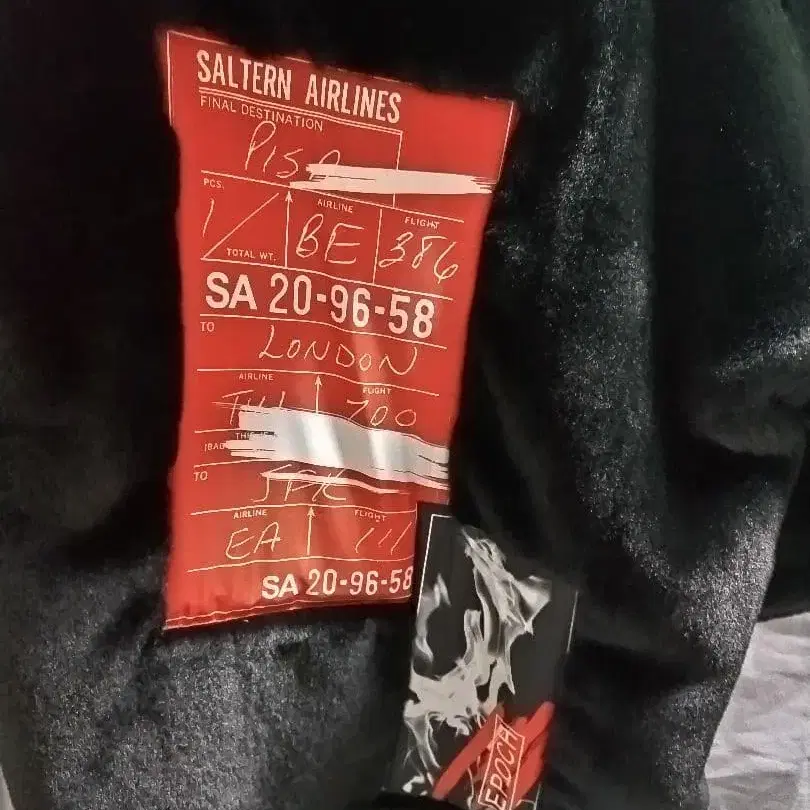 SALTERN AIRLINES
FINAL DESTINATION
PISA
PCS. AIRLINE FLIGHT
1/ BE 386
TOTAL WT.
SA 20-96-58
TO
LONDON
AIRLINE FLIGHT
700
TO
JFK
AIRLINE FLIGHT
EA 111
SA 20-96-58
EPOCH